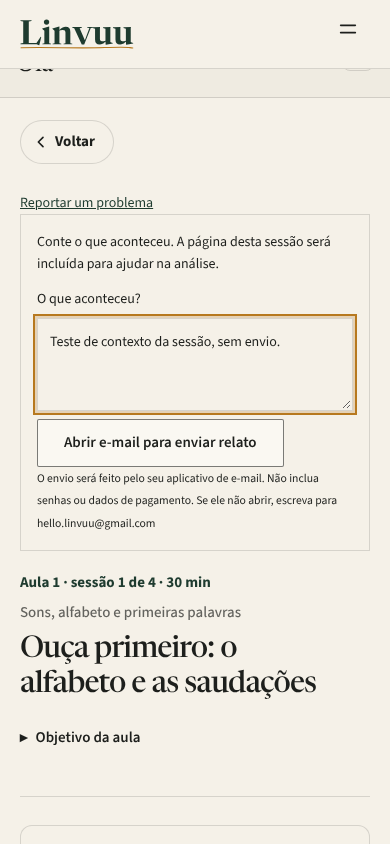 Linvuu
Voltar
Reportar um problema
Conte o que aconteceu. A página desta sessão será
incluída para ajudar na análise.
O que aconteceu?
Teste de contexto da sessão, sem envio.
Abrir e-mail para enviar relato
O envio será feito pelo seu aplicativo de e-mail. Não inclua
senhas ou dados de pagamento. Se ele não abrir, escreva para
hello.linvuu@gmail.com
Aula 1 · sessão 1 de 4 · 30 min
Sons, alfabeto e primeiras palavras
Ouça primeiro: o
alfabeto e as saudações
Objetivo da aula